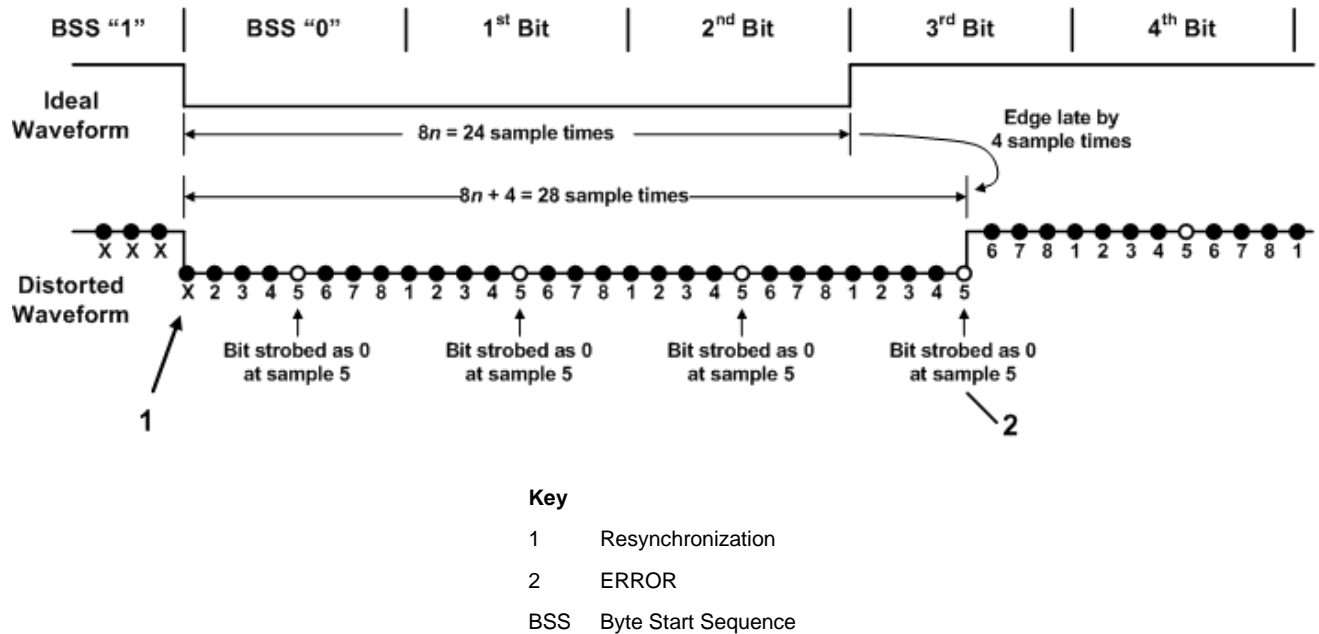 BSS “1” BSS “0” 1st Bit 2nd Bit 3rd Bit 4th Bit
Ideal
Waveform
8n = 24 sample times
Edge late by
4 sample times
8n + 4 = 28 sample times
Distorted
Waveform
X X X
X 2 3 4 5 6 7 8 1 2 3 4 5 6 7 8 1 2 3 4 5 6 7 8 1 2 3 4 5
6 7 8 1 2 3 4 5 6 7 8 1
Bit strobed as 0
at sample 5
Bit strobed as 0
at sample 5
Bit strobed as 0
at sample 5
Bit strobed as 0
at sample 5
1
2
Key
1 Resynchronization
2 ERROR
BSS Byte Start Sequence